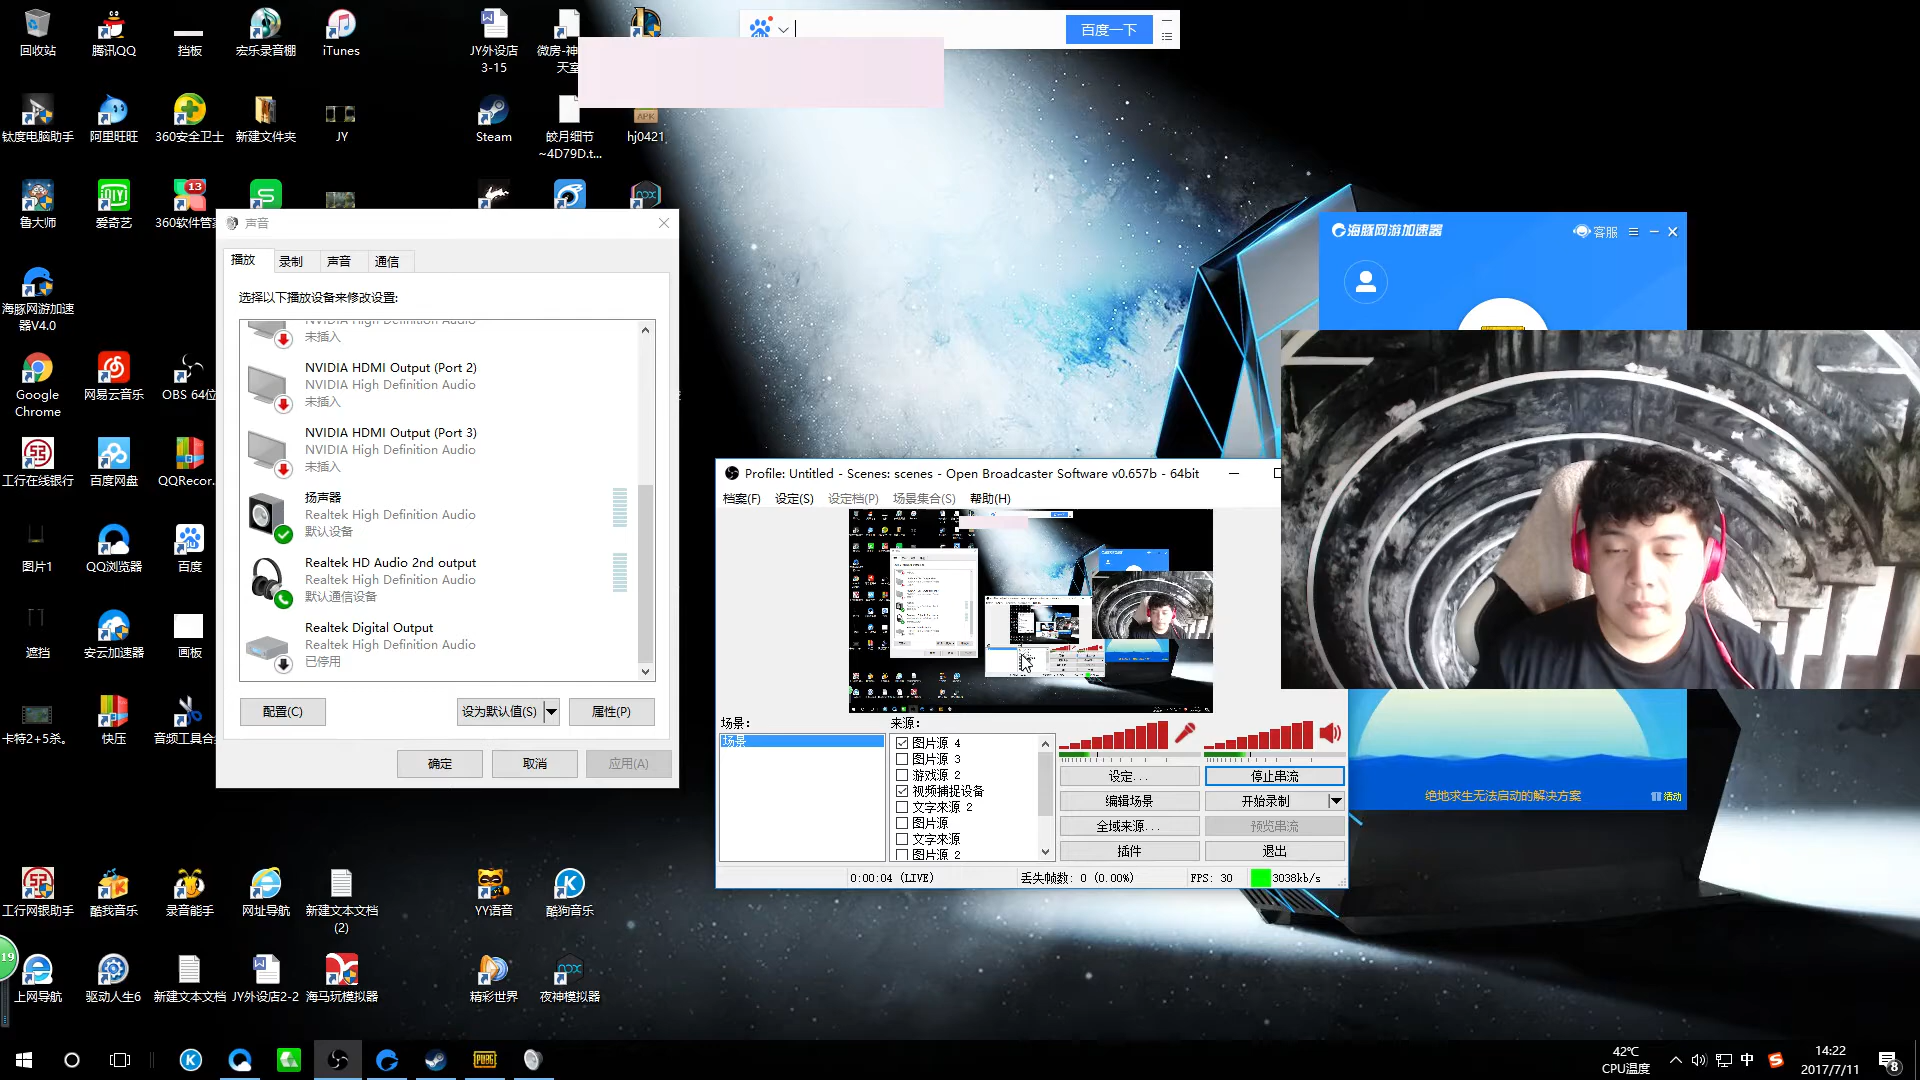 回收站
腾讯QQ
挡板
宏乐录音棚
iTunes
JY外设店
3-15
微房-神
天室
百度一下
钛度电脑助手
阿里旺旺
360安全卫士
新建文件夹
JY
Steam
皎月细节
~4D79D.t...
APK
hj0421
鲁大师
爱奇艺
13
360软件管家
海豚网游加速
器V4.0
Google
Chrome
网易云音乐
OBS 64位
工行在线银行
百度网盘
QQRecor...
图片1
QQ浏览器
百度
遮挡
安云加速器
画板
卡特2+5杀。
快压
音频工具合
工行网银助手
酷我音乐
录音能手
网址导航
新建文本文档
(2)
YY语音
酷狗音乐
19
上网导航
驱动人生6
新建文本文档
JY外设店2-2
海马玩模拟器
精彩世界
夜神模拟器
声音
播放
录制
声音
通信
选择以下播放设备来修改设置:
NVIDIA High Definition Audio
未插入
NVIDIA HDMI Output (Port 2)
NVIDIA High Definition Audio
未插入
NVIDIA HDMI Output (Port 3)
NVIDIA High Definition Audio
未插入
扬声器
Realtek High Definition Audio
默认设备
Realtek HD Audio 2nd output
Realtek High Definition Audio
默认通信设备
Realtek Digital Output
Realtek High Definition Audio
已停用
配置(C)
设为默认值(S)
属性(P)
确定
取消
应用(A)
海豚网游加速器
客服
绝地求生无法启动的解决方案
活动
Profile: Untitled - Scenes: scenes - Open Broadcaster Software v0.657b - 64bit
档案(F)
设定(S)
设定档(P)
场景集合(S)
帮助(H)
场景:
场景
来源:
图片源 4
图片源 3
游戏源 2
视频捕捉设备
文字來源 2
图片源
文字來源
图片源 2
设定...
停止串流
编辑场景
开始录制
全域来源...
预览串流
插件
退出
0:00:04 (LIVE)
丢失帧数: 0 (0.00%)
FPS: 30
3038kb/s
PUBG
42℃
CPU温度
中
14:22
2017/7/11
8